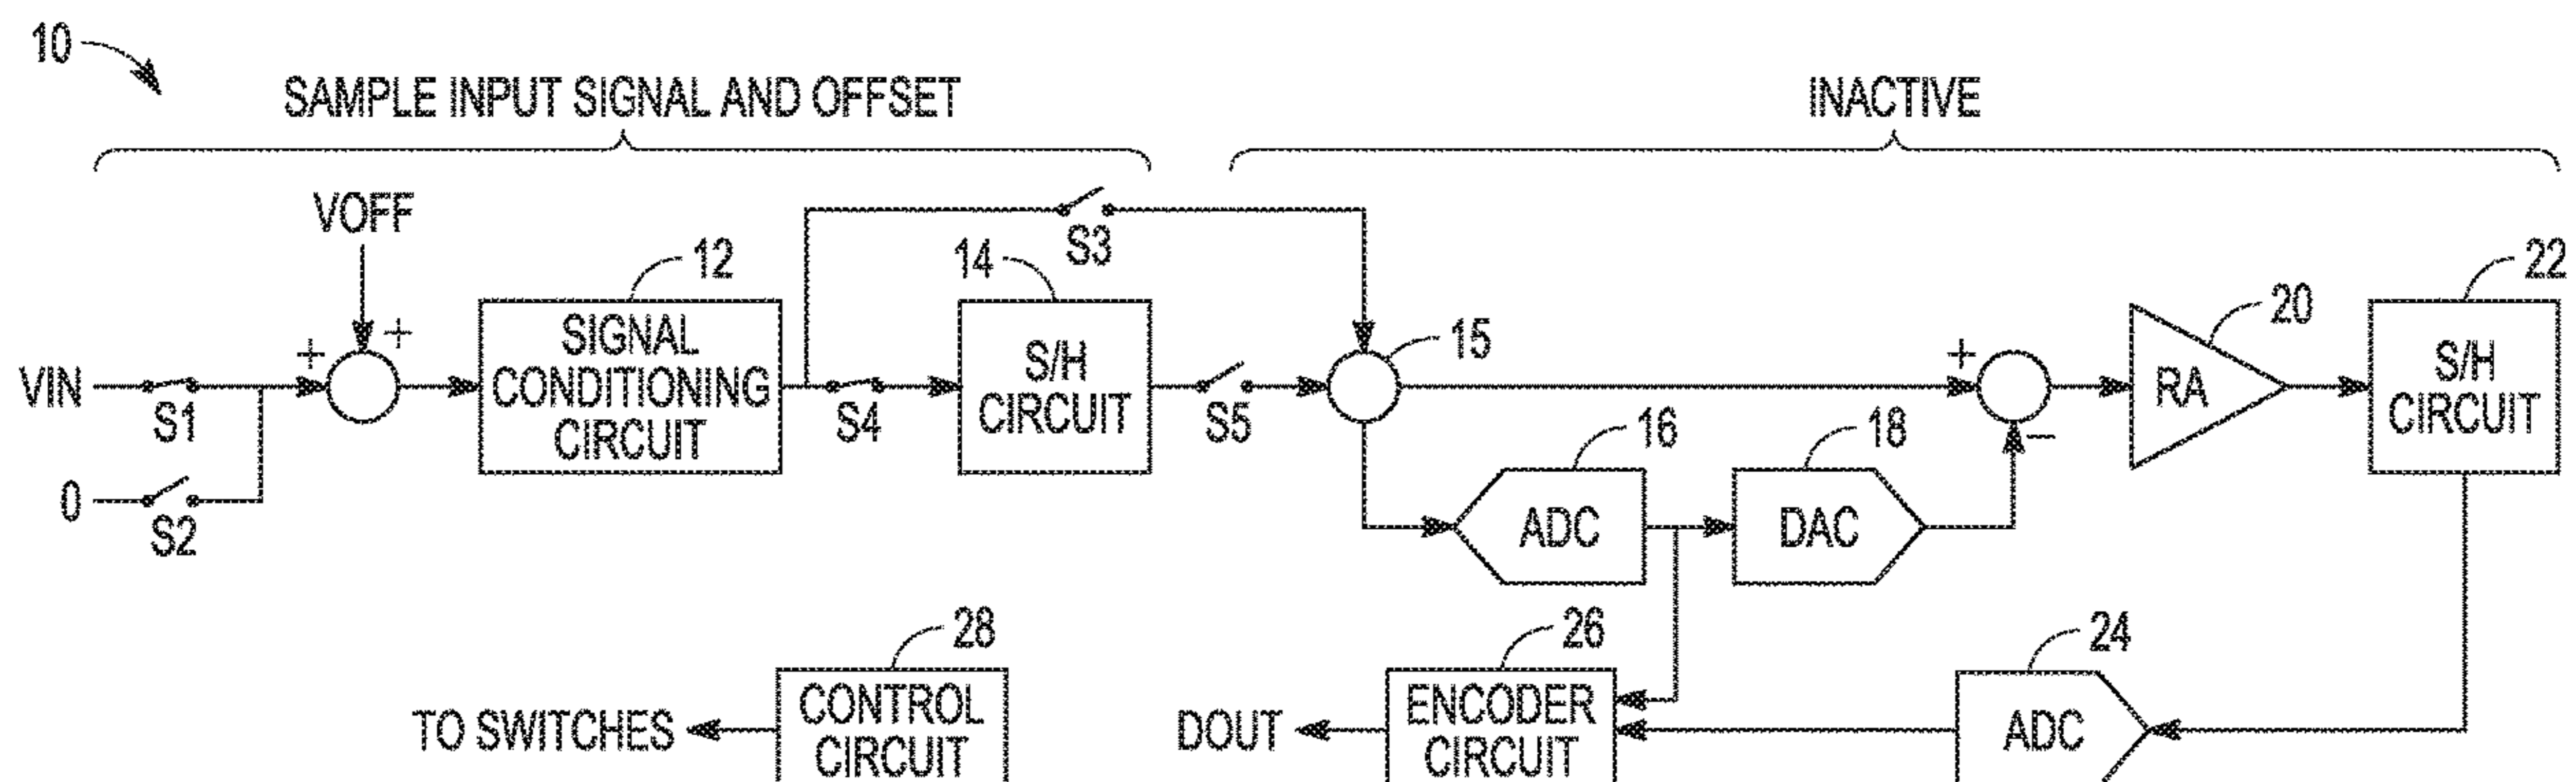 10
SAMPLE INPUT SIGNAL AND OFFSET
INACTIVE
VOFF
S3
12
14
22
20
15
+
+
+
−
VIN
S1
SIGNAL
CONDITIONING
CIRCUIT
S4
S/H
CIRCUIT
S5
RA
S/H
CIRCUIT
0
S2
16
18
ADC
DAC
28
26
24
TO SWITCHES
CONTROL
CIRCUIT
DOUT
ENCODER
CIRCUIT
ADC